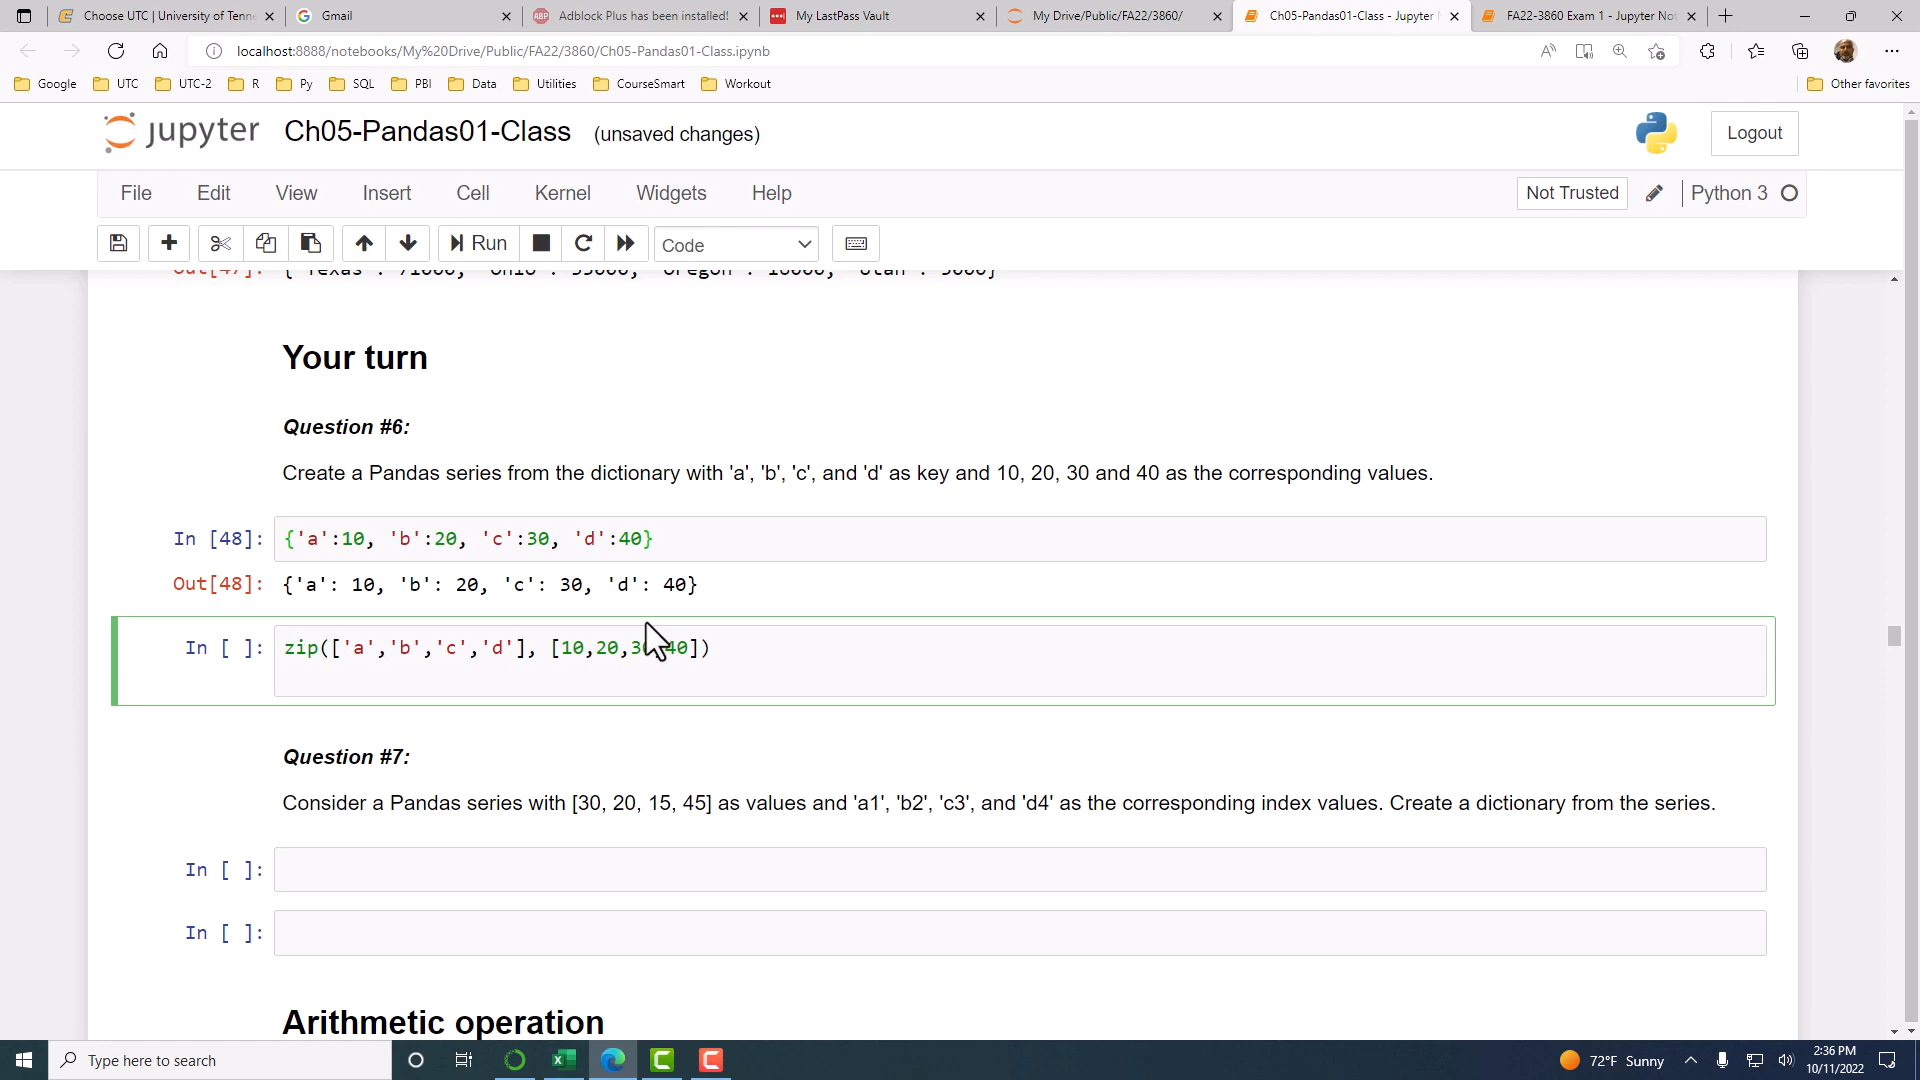 Choose UTC | University of Tenne
Gmail
Adblock Plus has been installed!
My LastPass Vault
My Drive/Public/FA22/3860/
Ch05-Pandas01-Class - Jupyter
FA22-3860 Exam 1 - Jupyter Not
localhost:8888/notebooks/My%20Drive/Public/FA22/3860/Ch05-Pandas01-Class.ipynb
Google UTC UTC-2 R Py SQL PBI Data Utilities CourseSmart Workout Other favorites
jupyter Ch05-Pandas01-Class (unsaved changes) Logout
File Edit View Insert Cell Kernel Widgets Help Not Trusted Python 3
Run Code
Your turn
Question #6:
Create a Pandas series from the dictionary with 'a', 'b', 'c', and 'd' as key and 10, 20, 30 and 40 as the corresponding values.
In [48]: {'a':10, 'b':20, 'c':30, 'd':40}
Out[48]: {'a': 10, 'b': 20, 'c': 30, 'd': 40}
In [ ]: zip(['a','b','c','d'], [10,20,30,40])
Question #7:
Consider a Pandas series with [30, 20, 15, 45] as values and 'a1', 'b2', 'c3', and 'd4' as the corresponding index values. Create a dictionary from the series.
In [ ]:
In [ ]:
Arithmetic operation
Type here to search
72°F Sunny
2:36 PM
10/11/2022